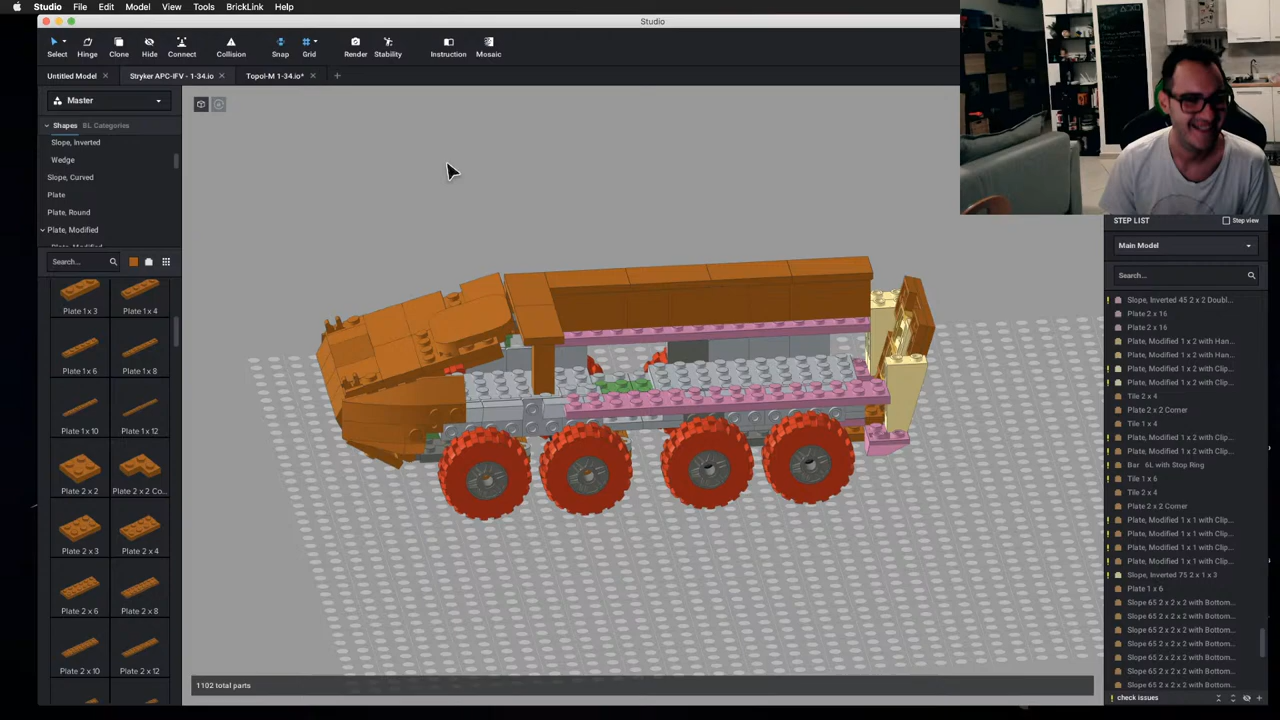 Studio File Edit Model View Tools BrickLink Help
Studio
Select Hinge Clone Hide Connect Collision Snap Grid Render Stability Instruction Mosaic
Untitled Model Stryker APC-IFV - 1-34.io Topol-M 1-34.io*
Master
Shapes BL Categories
Slope, Inverted
Wedge
Slope, Curved
Plate
Plate, Round
Plate, Modified
Search...
Plate 1 x 3 Plate 1 x 4
Plate 1 x 6 Plate 1 x 8
Plate 1 x 10 Plate 1 x 12
Plate 2 x 2 Plate 2 x 2 Co...
Plate 2 x 3 Plate 2 x 4
Plate 2 x 6 Plate 2 x 8
Plate 2 x 10 Plate 2 x 12
1102 total parts
STEP LIST Step view
Main Model
Search...
Slope, Inverted 45 2 x 2 Doubl...
Plate 2 x 16
Plate 2 x 16
Plate, Modified 1 x 2 with Han...
Plate, Modified 1 x 2 with Han...
Plate, Modified 1 x 2 with Clip...
Plate, Modified 1 x 2 with Clip...
Tile 2 x 4
Plate 2 x 2 Corner
Tile 1 x 4
Plate, Modified 1 x 2 with Clip...
Plate, Modified 1 x 2 with Clip...
Bar 6L with Stop Ring
Tile 1 x 6
Tile 2 x 4
Plate 2 x 2 Corner
Plate, Modified 1 x 1 with Clip...
Plate, Modified 1 x 1 with Clip...
Plate, Modified 1 x 1 with Clip...
Plate, Modified 1 x 1 with Clip...
Slope, Inverted 75 2 x 1 x 3
Plate 1 x 6
Slope 65 2 x 2 x 2 with Bottom...
Slope 65 2 x 2 x 2 with Bottom...
Slope 65 2 x 2 x 2 with Bottom...
Slope 65 2 x 2 x 2 with Bottom...
Slope 65 2 x 2 x 2 with Bottom...
Slope 65 2 x 2 x 2 with Bottom...
Slope 65 2 x 2 x 2 with Bottom...
check issues